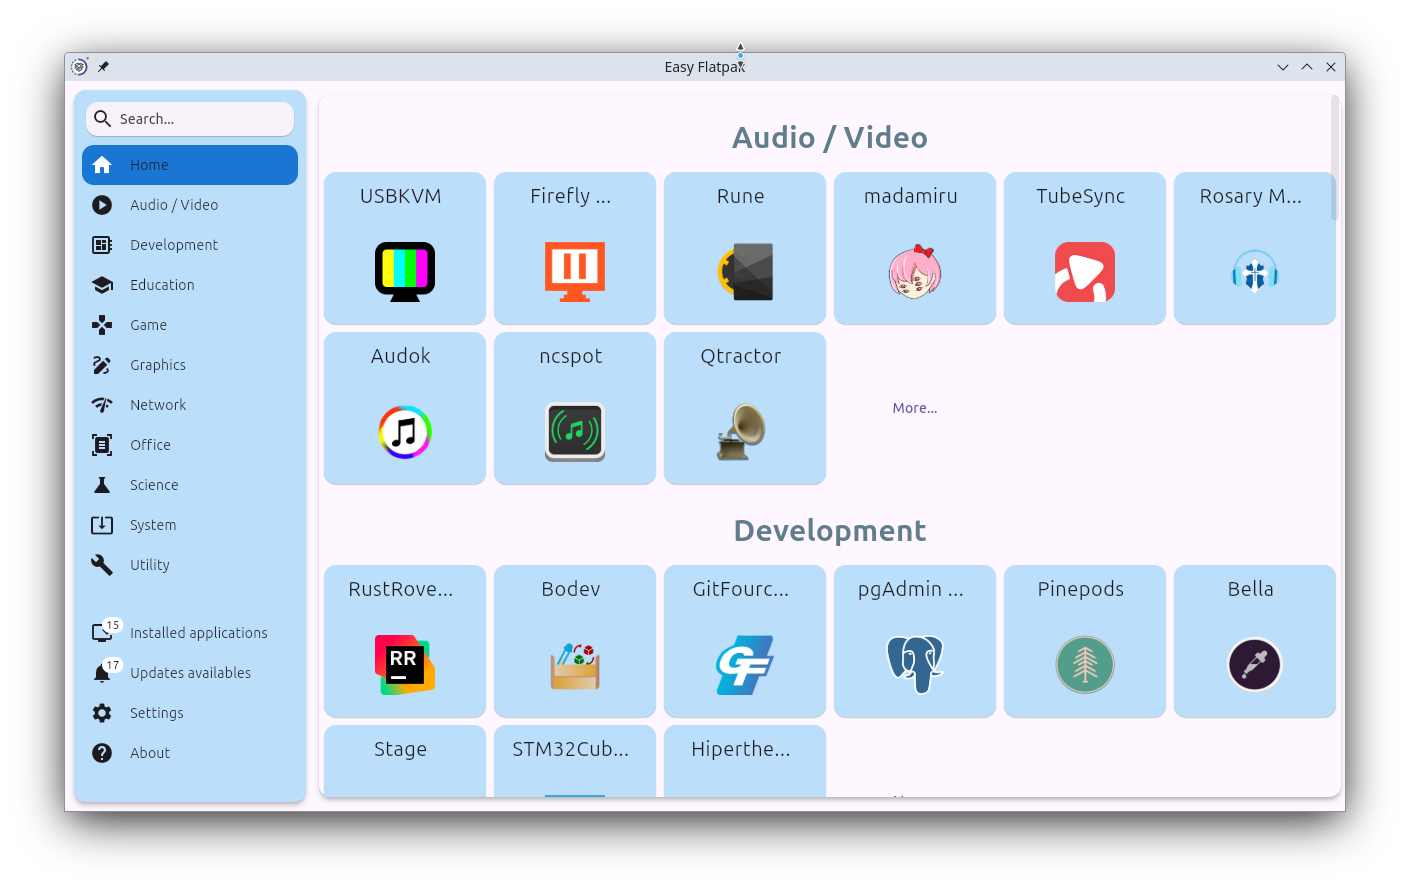 Easy Flatpak
Search...
Home
Audio / Video
Development
Education
Game
Graphics
Network
Office
Science
System
Utility
15
Installed applications
17
Updates availables
Settings
About
Audio / Video
USBKVM
Firefly ...
Rune
madamiru
TubeSync
Rosary M...
Audok
ncspot
Qtractor
More...
Development
RustRove...
Bodev
GitFourc...
pgAdmin ...
Pinepods
Bella
RR
GF
Stage
STM32Cub...
Hiperthe...